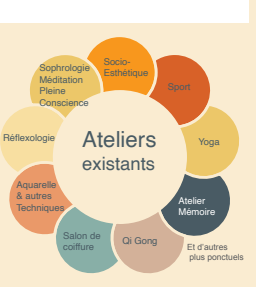 Ateliers
existants
Socio-
Esthétique
Sport
Yoga
Atelier
Mémoire
Et d'autres
plus ponctuels
Qi Gong
Salon de
coiffure
Aquarelle
& autres
Techniques
Réflexologie
Sophrologie
Méditation
Pleine
Conscience